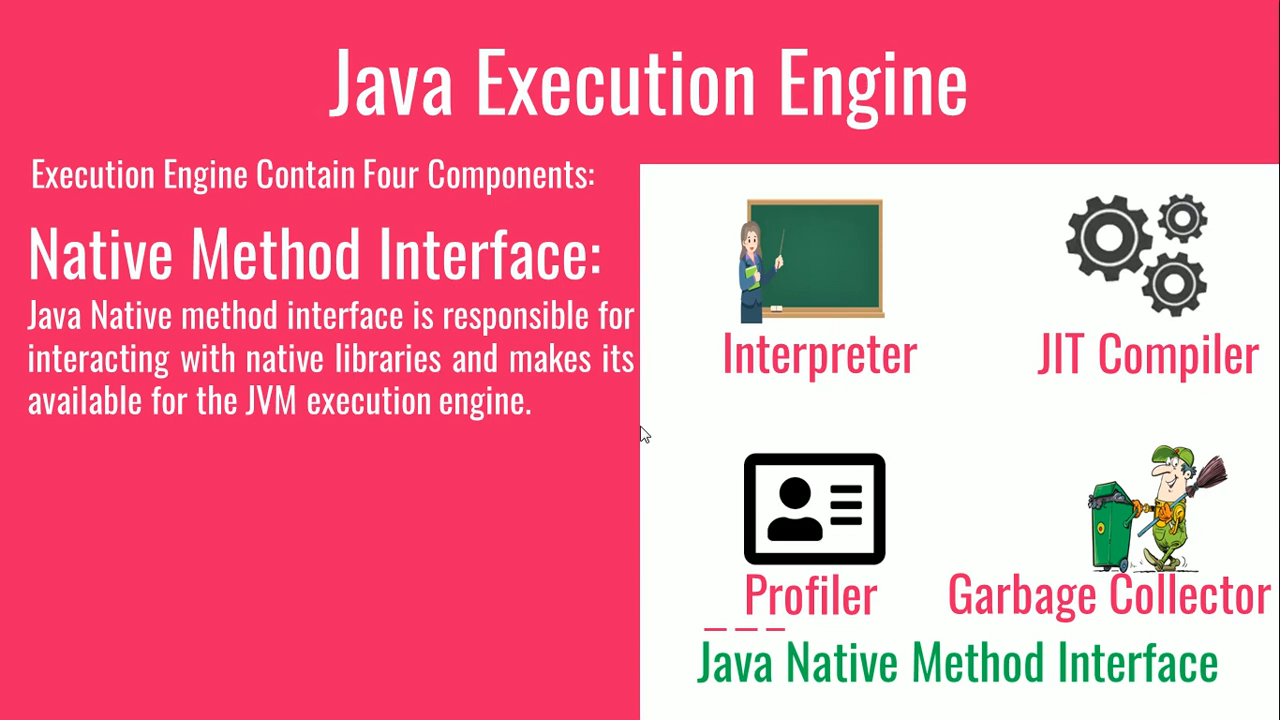 Java Execution Engine
Execution Engine Contain Four Components:
Native Method Interface:
Java Native method interface is responsible for
interacting with native libraries and makes its
available for the JVM execution engine.
Interpreter
JIT Compiler
Profiler
Garbage Collector
Java Native Method Interface